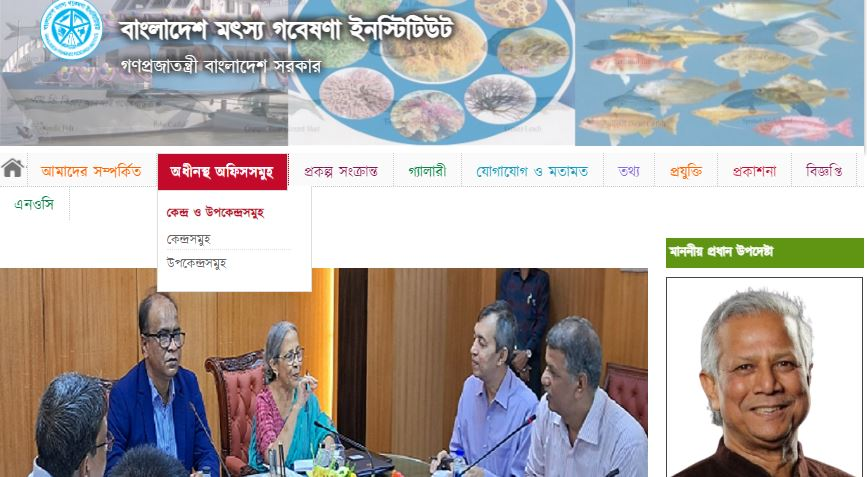 বাংলাদেশ মৎস্য গবেষণা ইনস্টিটিউট
গণপ্রজাতন্ত্রী বাংলাদেশ সরকার
আমাদের সম্পর্কিত
অধীনস্থ অফিসসমুহ
প্রকল্প সংক্রান্ত
গ্যালারী
যোগাযোগ ও মতামত
তথ্য
প্রযুক্তি
প্রকাশনা
বিজ্ঞপ্তি
এনওসি
কেন্দ্র ও উপকেন্দ্রসমুহ
কেন্দ্রসমুহ
উপকেন্দ্রসমুহ
মাননীয় প্রধান উপদেষ্টা